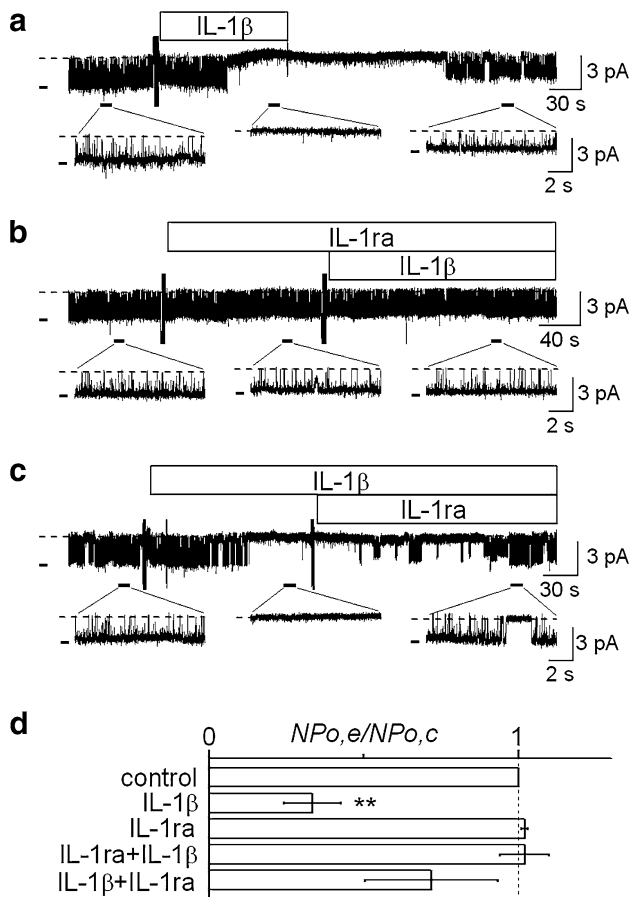 a
IL-1β
3 pA
30 s
3 pA
2 s
b
IL-1ra
IL-1β
3 pA
40 s
3 pA
2 s
c
IL-1β
IL-1ra
3 pA
30 s
3 pA
2 s
d
0 NPo,e/NPo,c 1
control
IL-1β **
IL-1ra
IL-1ra+IL-1β
IL-1β+IL-1ra